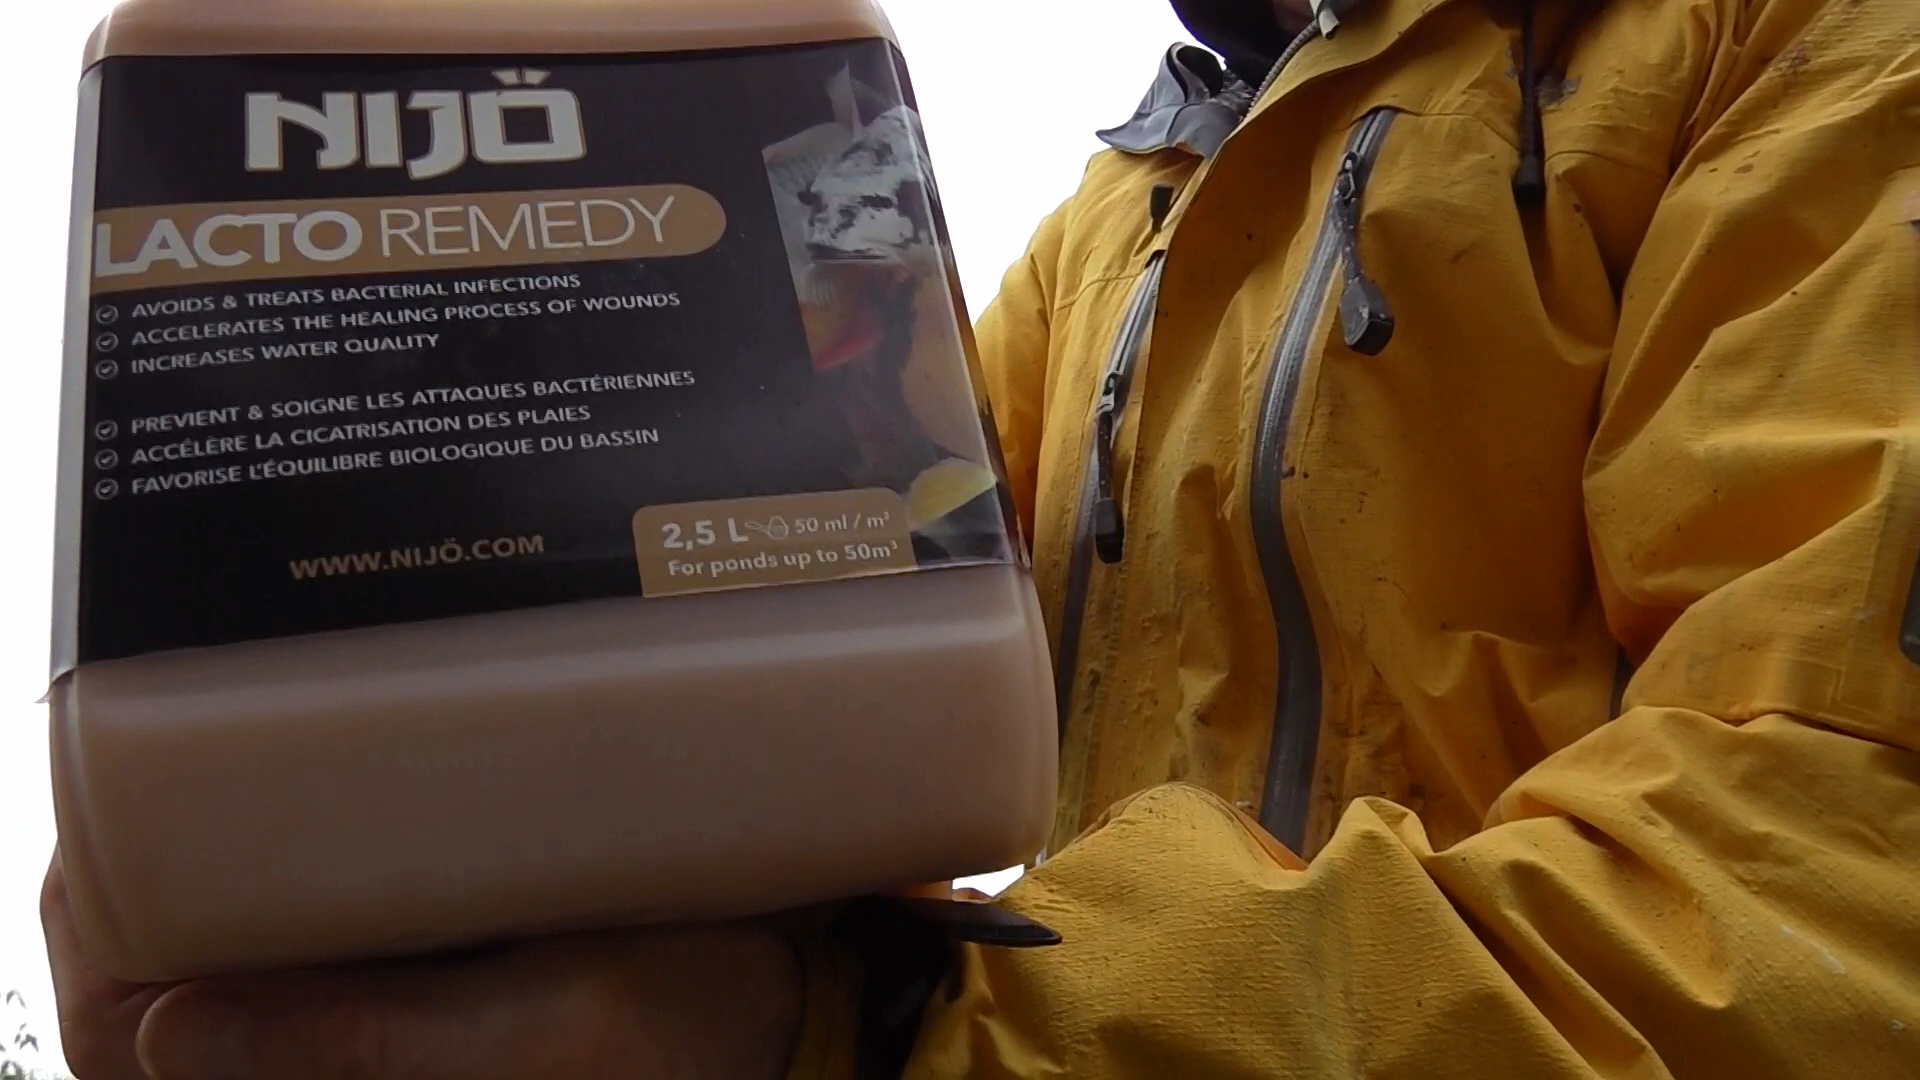 NIJÖ
LACTO REMEDY
AVOIDS & TREATS BACTERIAL INFECTIONS
ACCELERATES THE HEALING PROCESS OF WOUNDS
INCREASES WATER QUALITY
PREVIENT & SOIGNE LES ATTAQUES BACTÉRIENNES
ACCÉLÈRE LA CICATRISATION DES PLAIES
FAVORISE L'ÉQUILIBRE BIOLOGIQUE DU BASSIN
WWW.NIJÖ.COM
2,5 L 50 ml / m³
For ponds up to 50m³